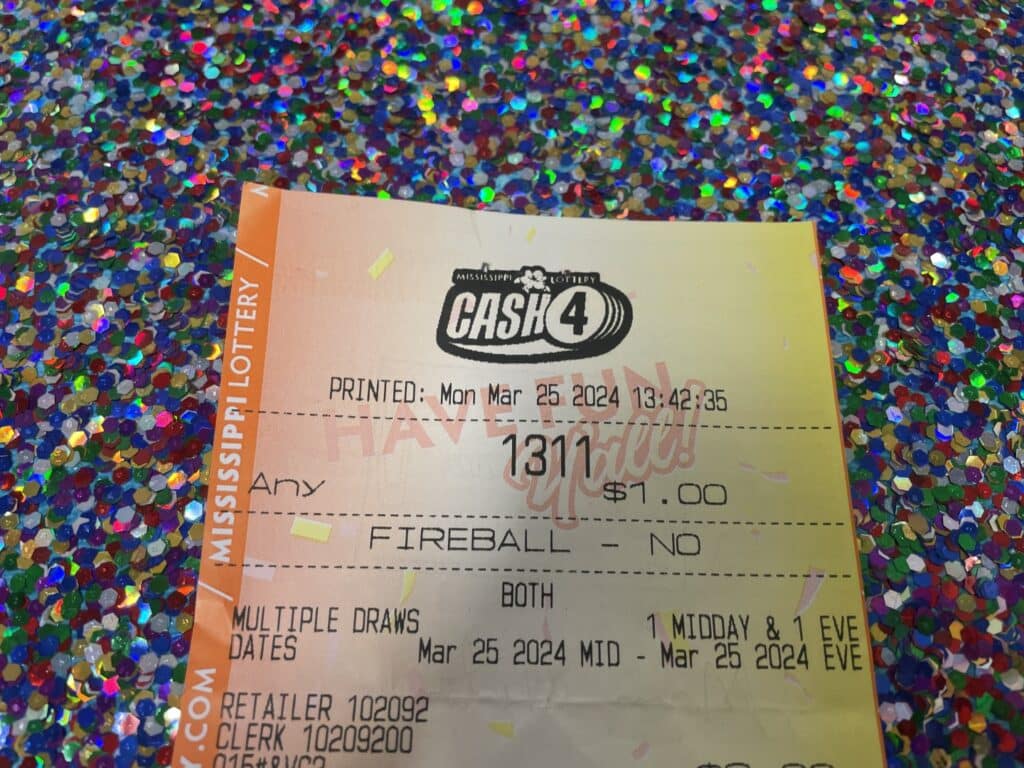 MISSISSIPPI LOTTERY
CASH 4
PRINTED: Mon Mar 25 2024 13:42:35
HAVE FUN
Y'all!
1311
Any $1.00
FIREBALL - NO
BOTH
MULTIPLE DRAWS 1 MIDDAY & 1 EVE
DATES Mar 25 2024 MID - Mar 25 2024 EVE
RETAILER 102092
CLERK 10209200
/ MISSISSIPPI LOTTERY /
.COM /